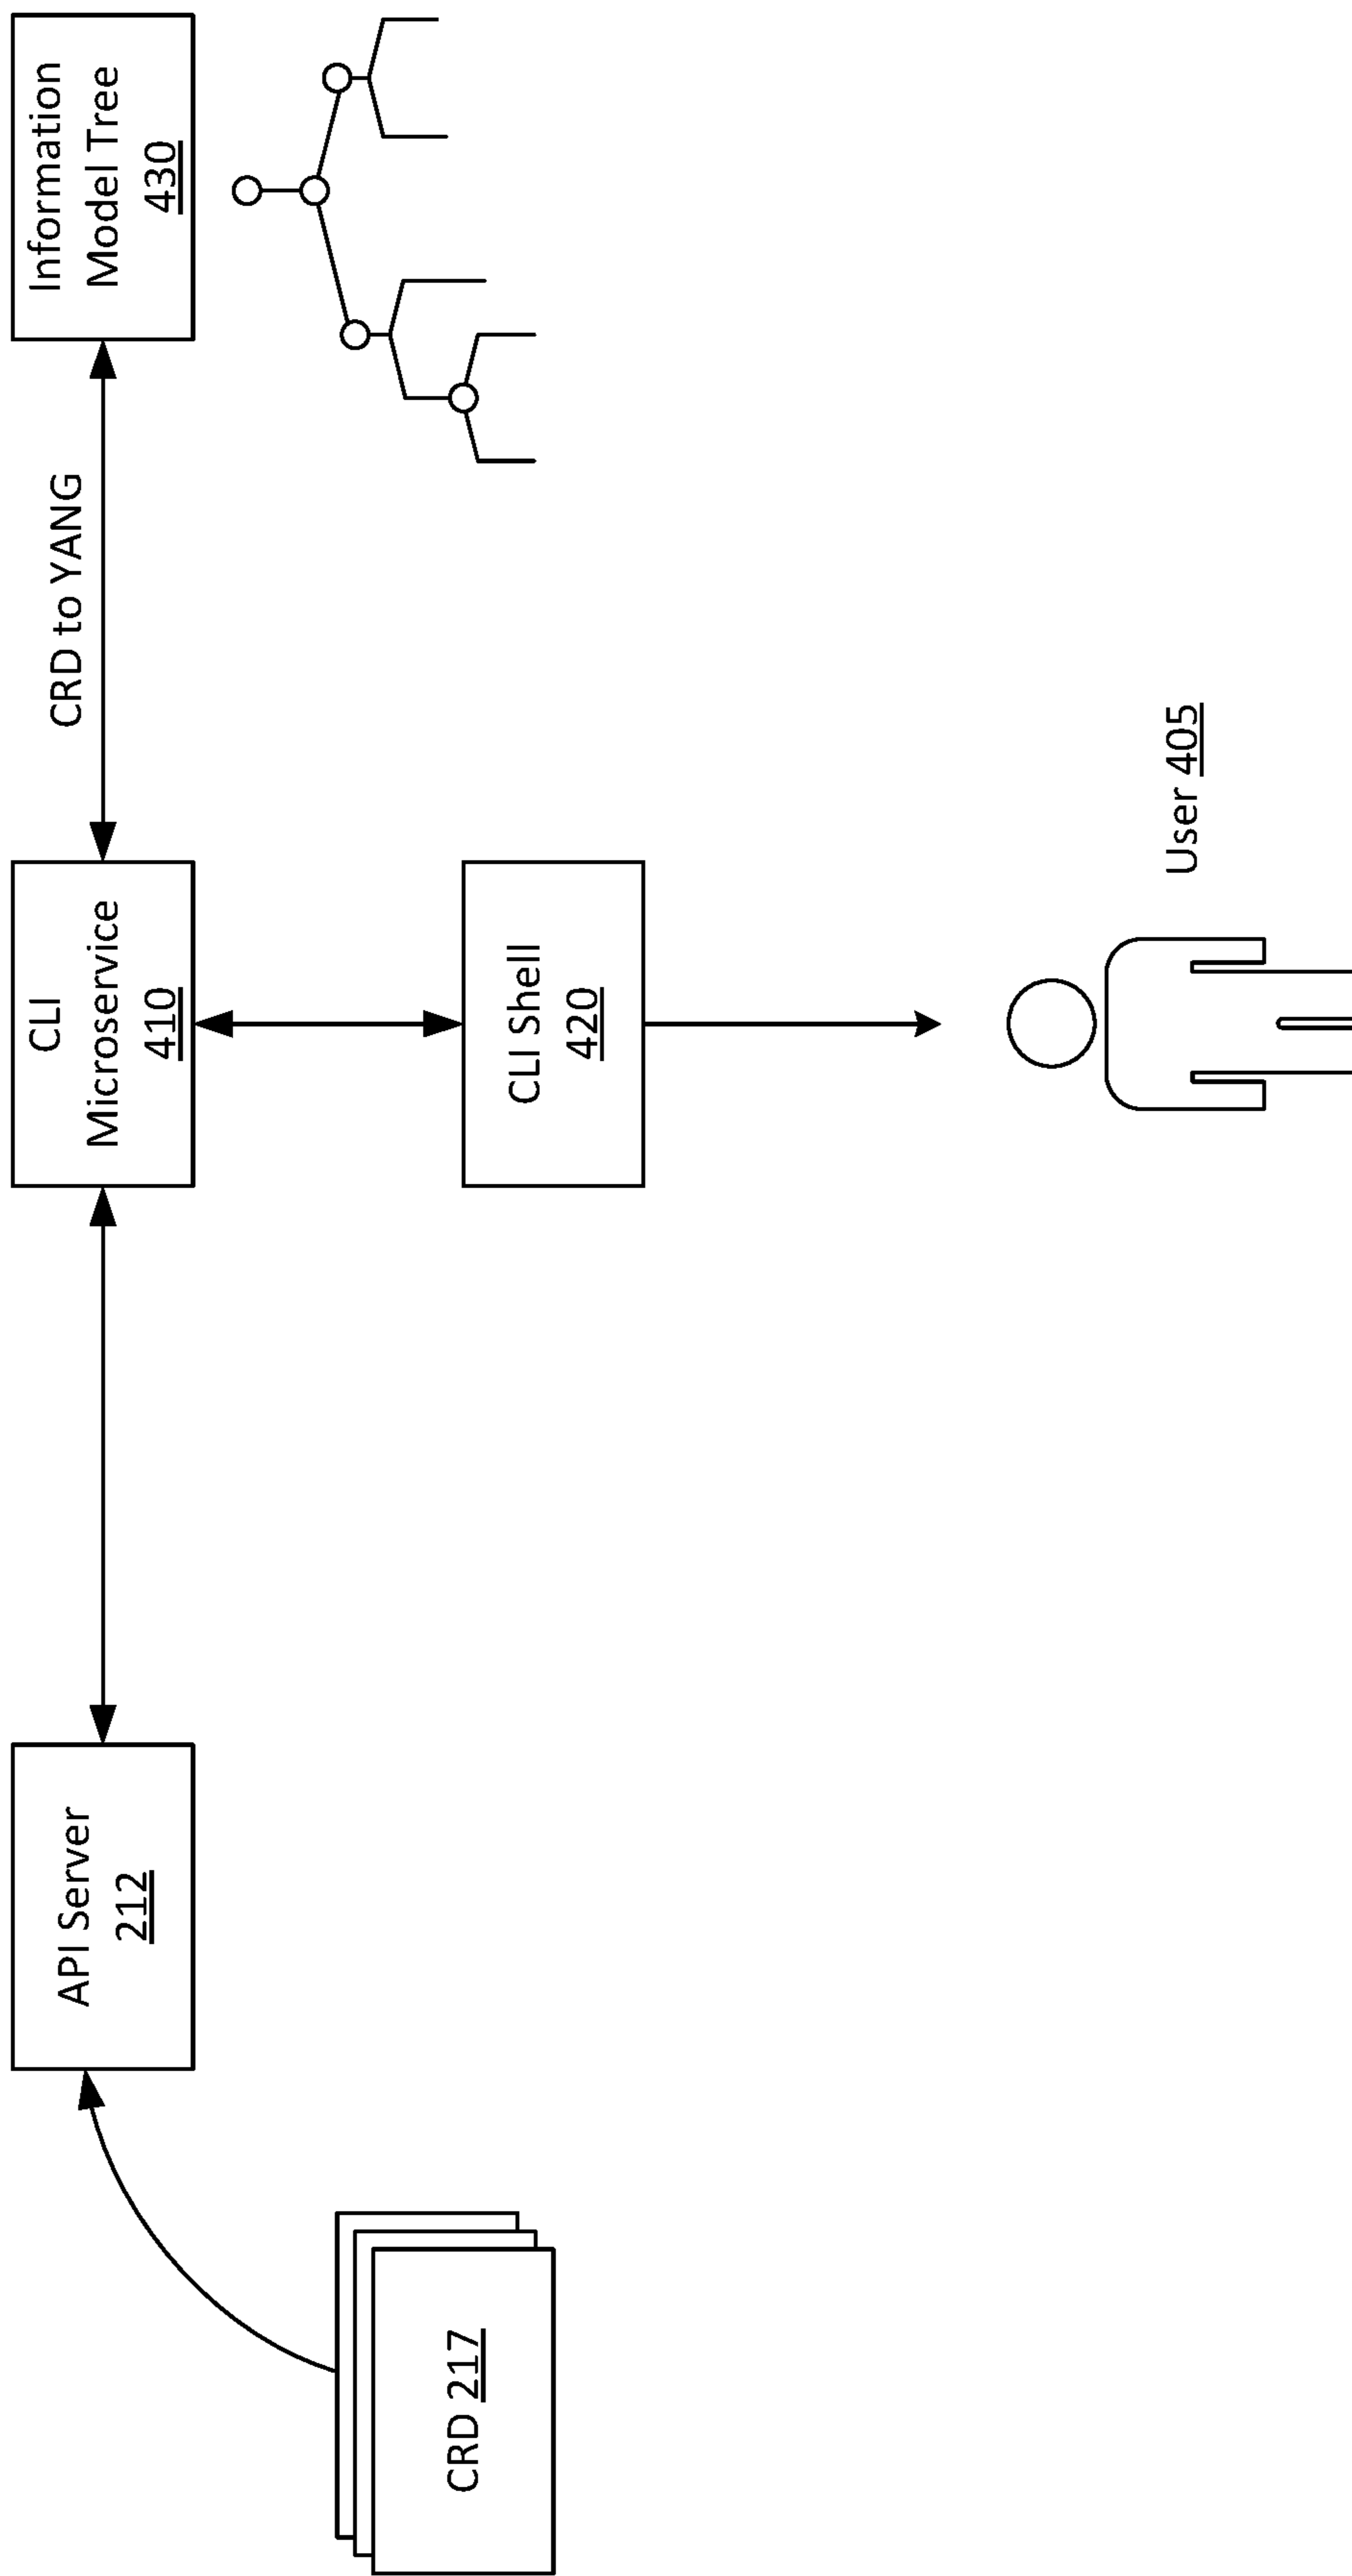 CRD 217
API Server
212
CLI
Microservice
410
CRD to YANG
Information
Model Tree
430
CLI Shell
420
User 405